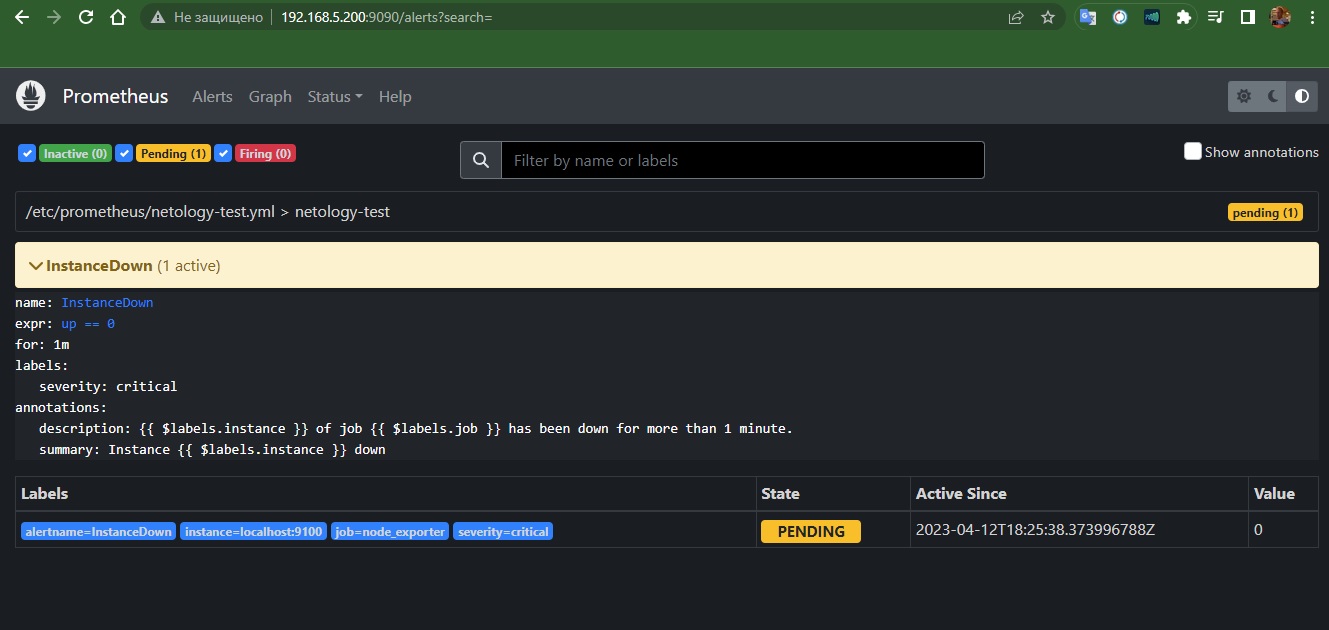 Не защищено 192.168.5.200:9090/alerts?search=
Prometheus Alerts Graph Status Help
Inactive (0) Pending (1) Firing (0) Filter by name or labels Show annotations
/etc/prometheus/netology-test.yml > netology-test pending (1)
InstanceDown (1 active)
name: InstanceDown
expr: up == 0
for: 1m
labels:
severity: critical
annotations:
description: {{ $labels.instance }} of job {{ $labels.job }} has been down for more than 1 minute.
summary: Instance {{ $labels.instance }} down
Labels State Active Since Value
alertname=InstanceDown instance=localhost:9100 job=node_exporter severity=critical PENDING 2023-04-12T18:25:38.373996788Z 0